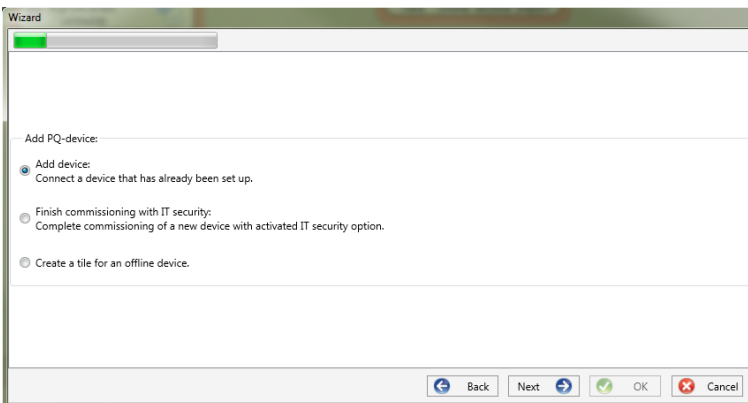 Wizard
Add PQ-device:
Add device:
Connect a device that has already been set up.
Finish commissioning with IT security:
Complete commissioning of a new device with activated IT security option.
Create a tile for an offline device.
Back Next OK Cancel